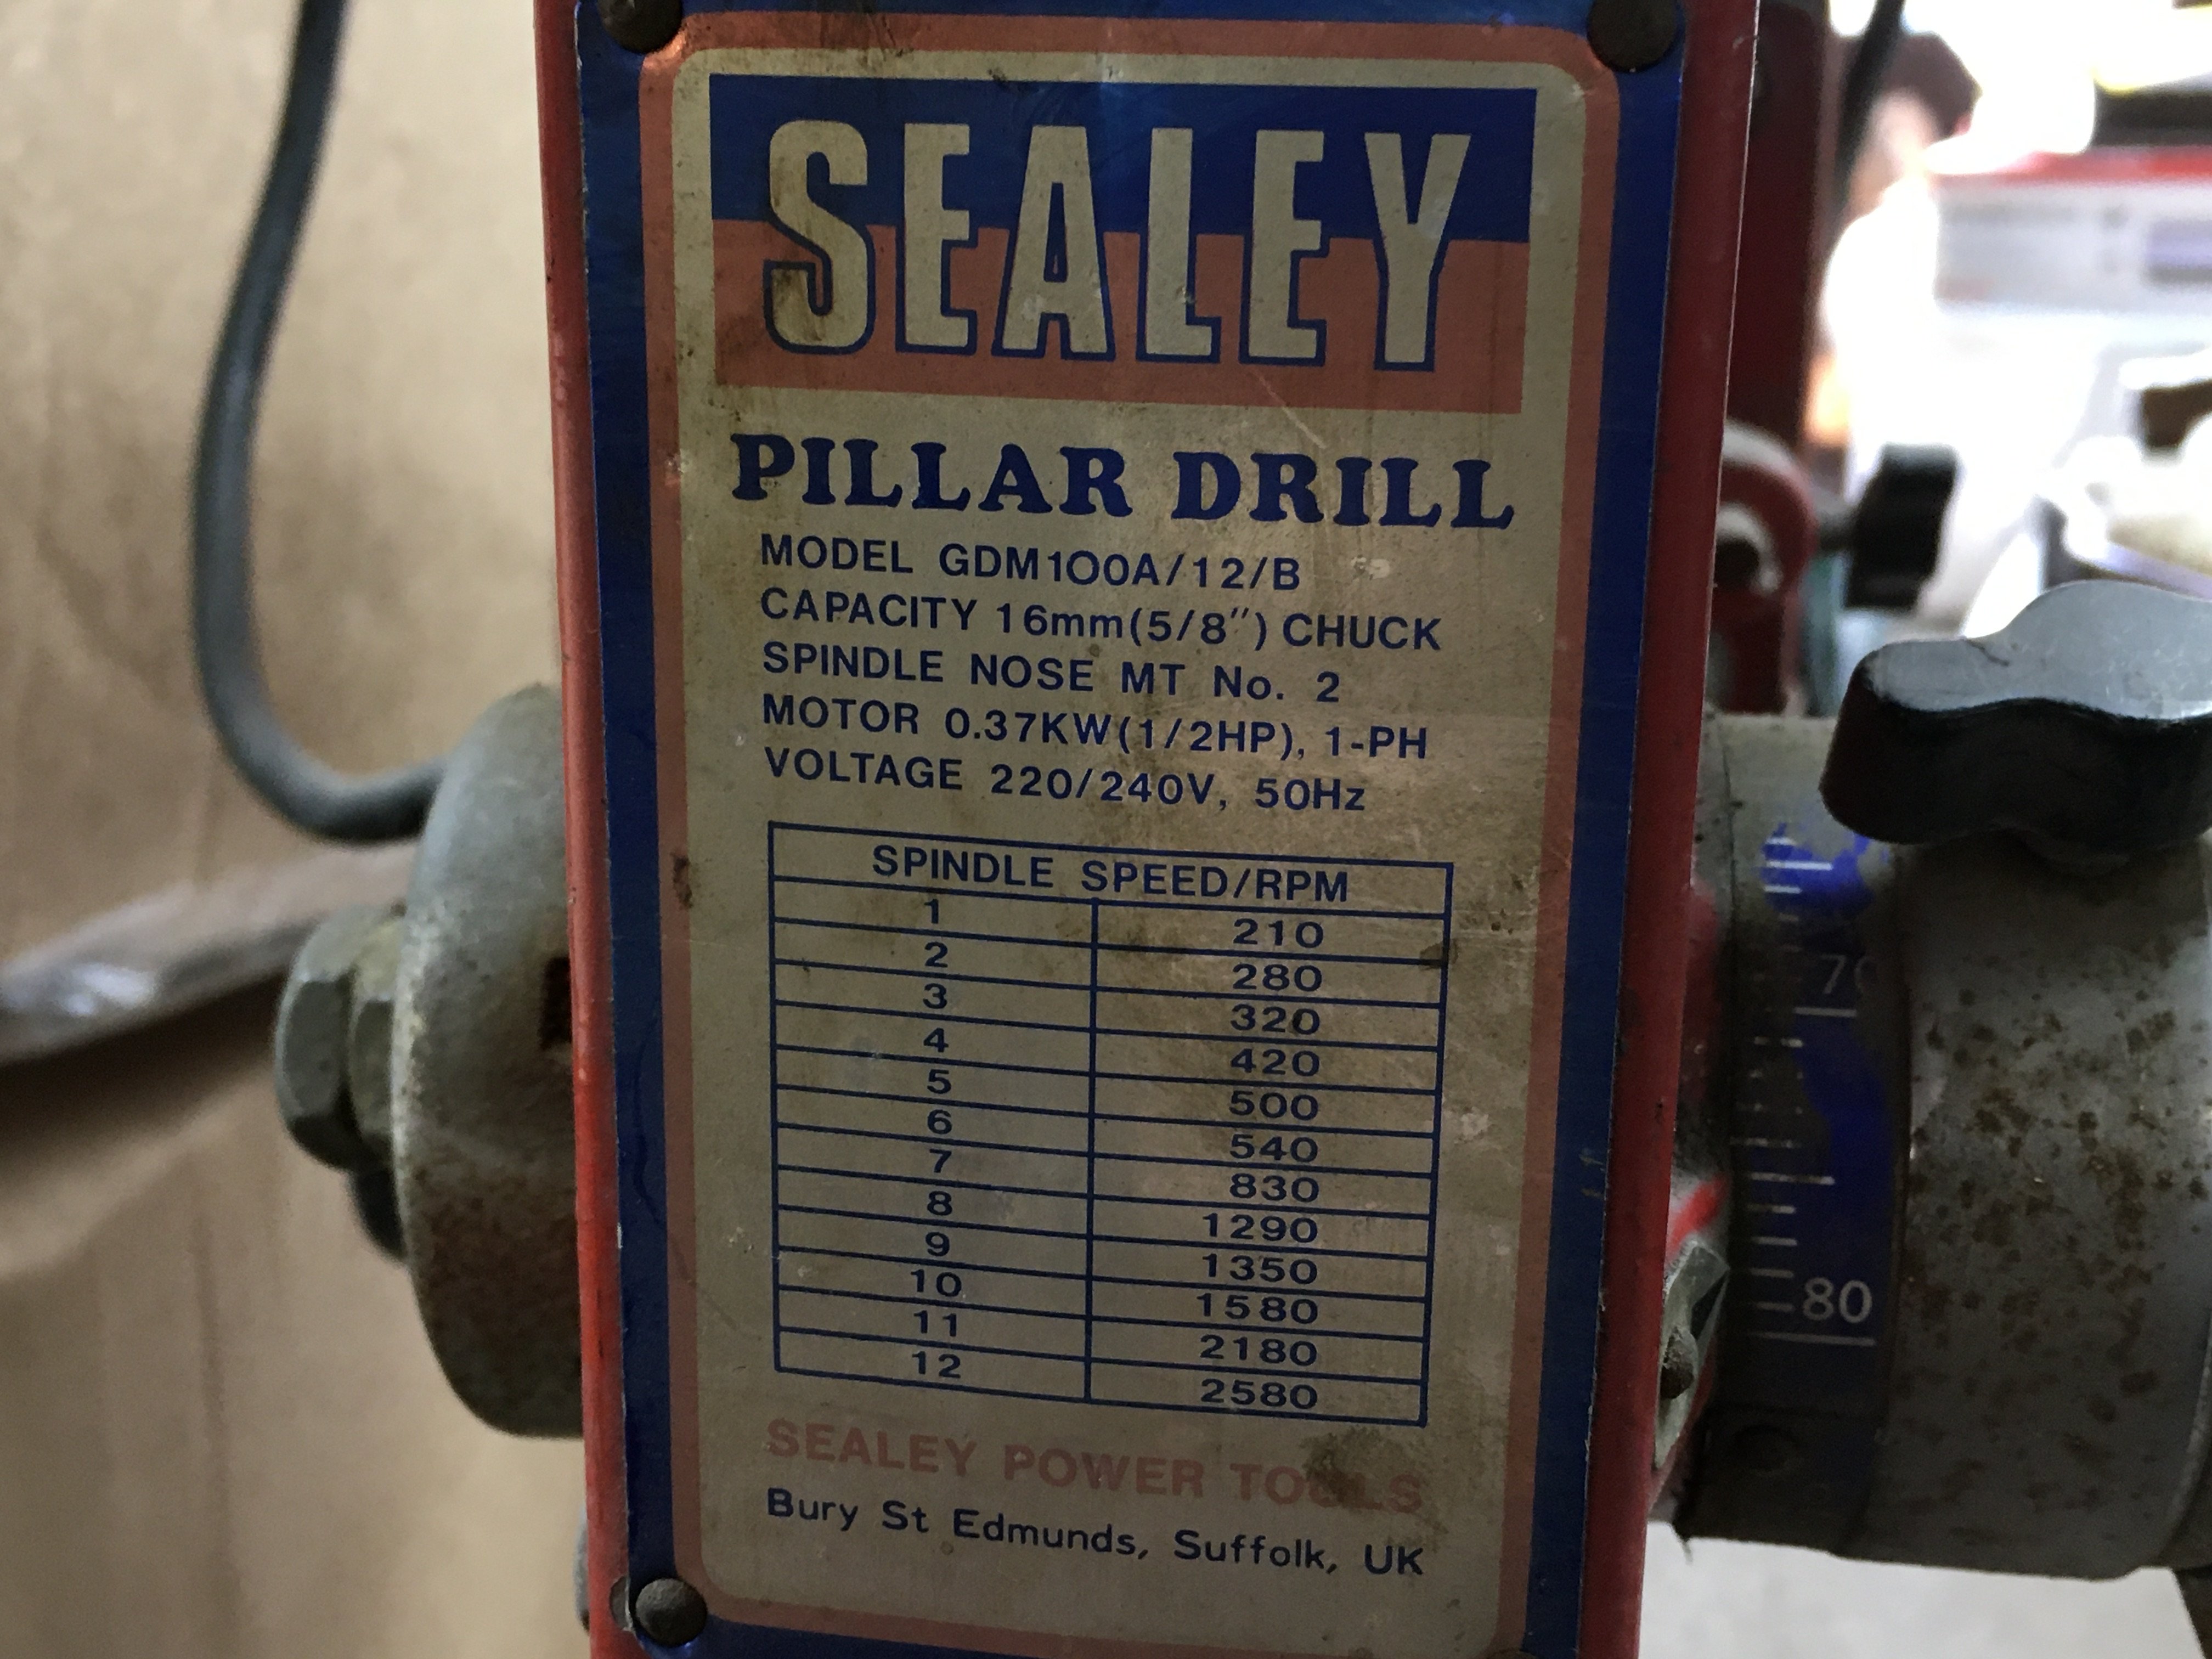 SEALEY
PILLAR DRILL
MODEL GDM100A/12/B
CAPACITY 16mm(5/8") CHUCK
SPINDLE NOSE MT No. 2
MOTOR 0.37KW(1/2HP), 1-PH
VOLTAGE 220/240V, 50Hz
SPINDLE SPEED/RPM
1 210
2 280
3 320
4 420
5 500
6 540
7 830
8 1290
9 1350
10 1580
11 2180
12 2580
SEALEY POWER TOOLS
Bury St Edmunds, Suffolk, UK
70
80